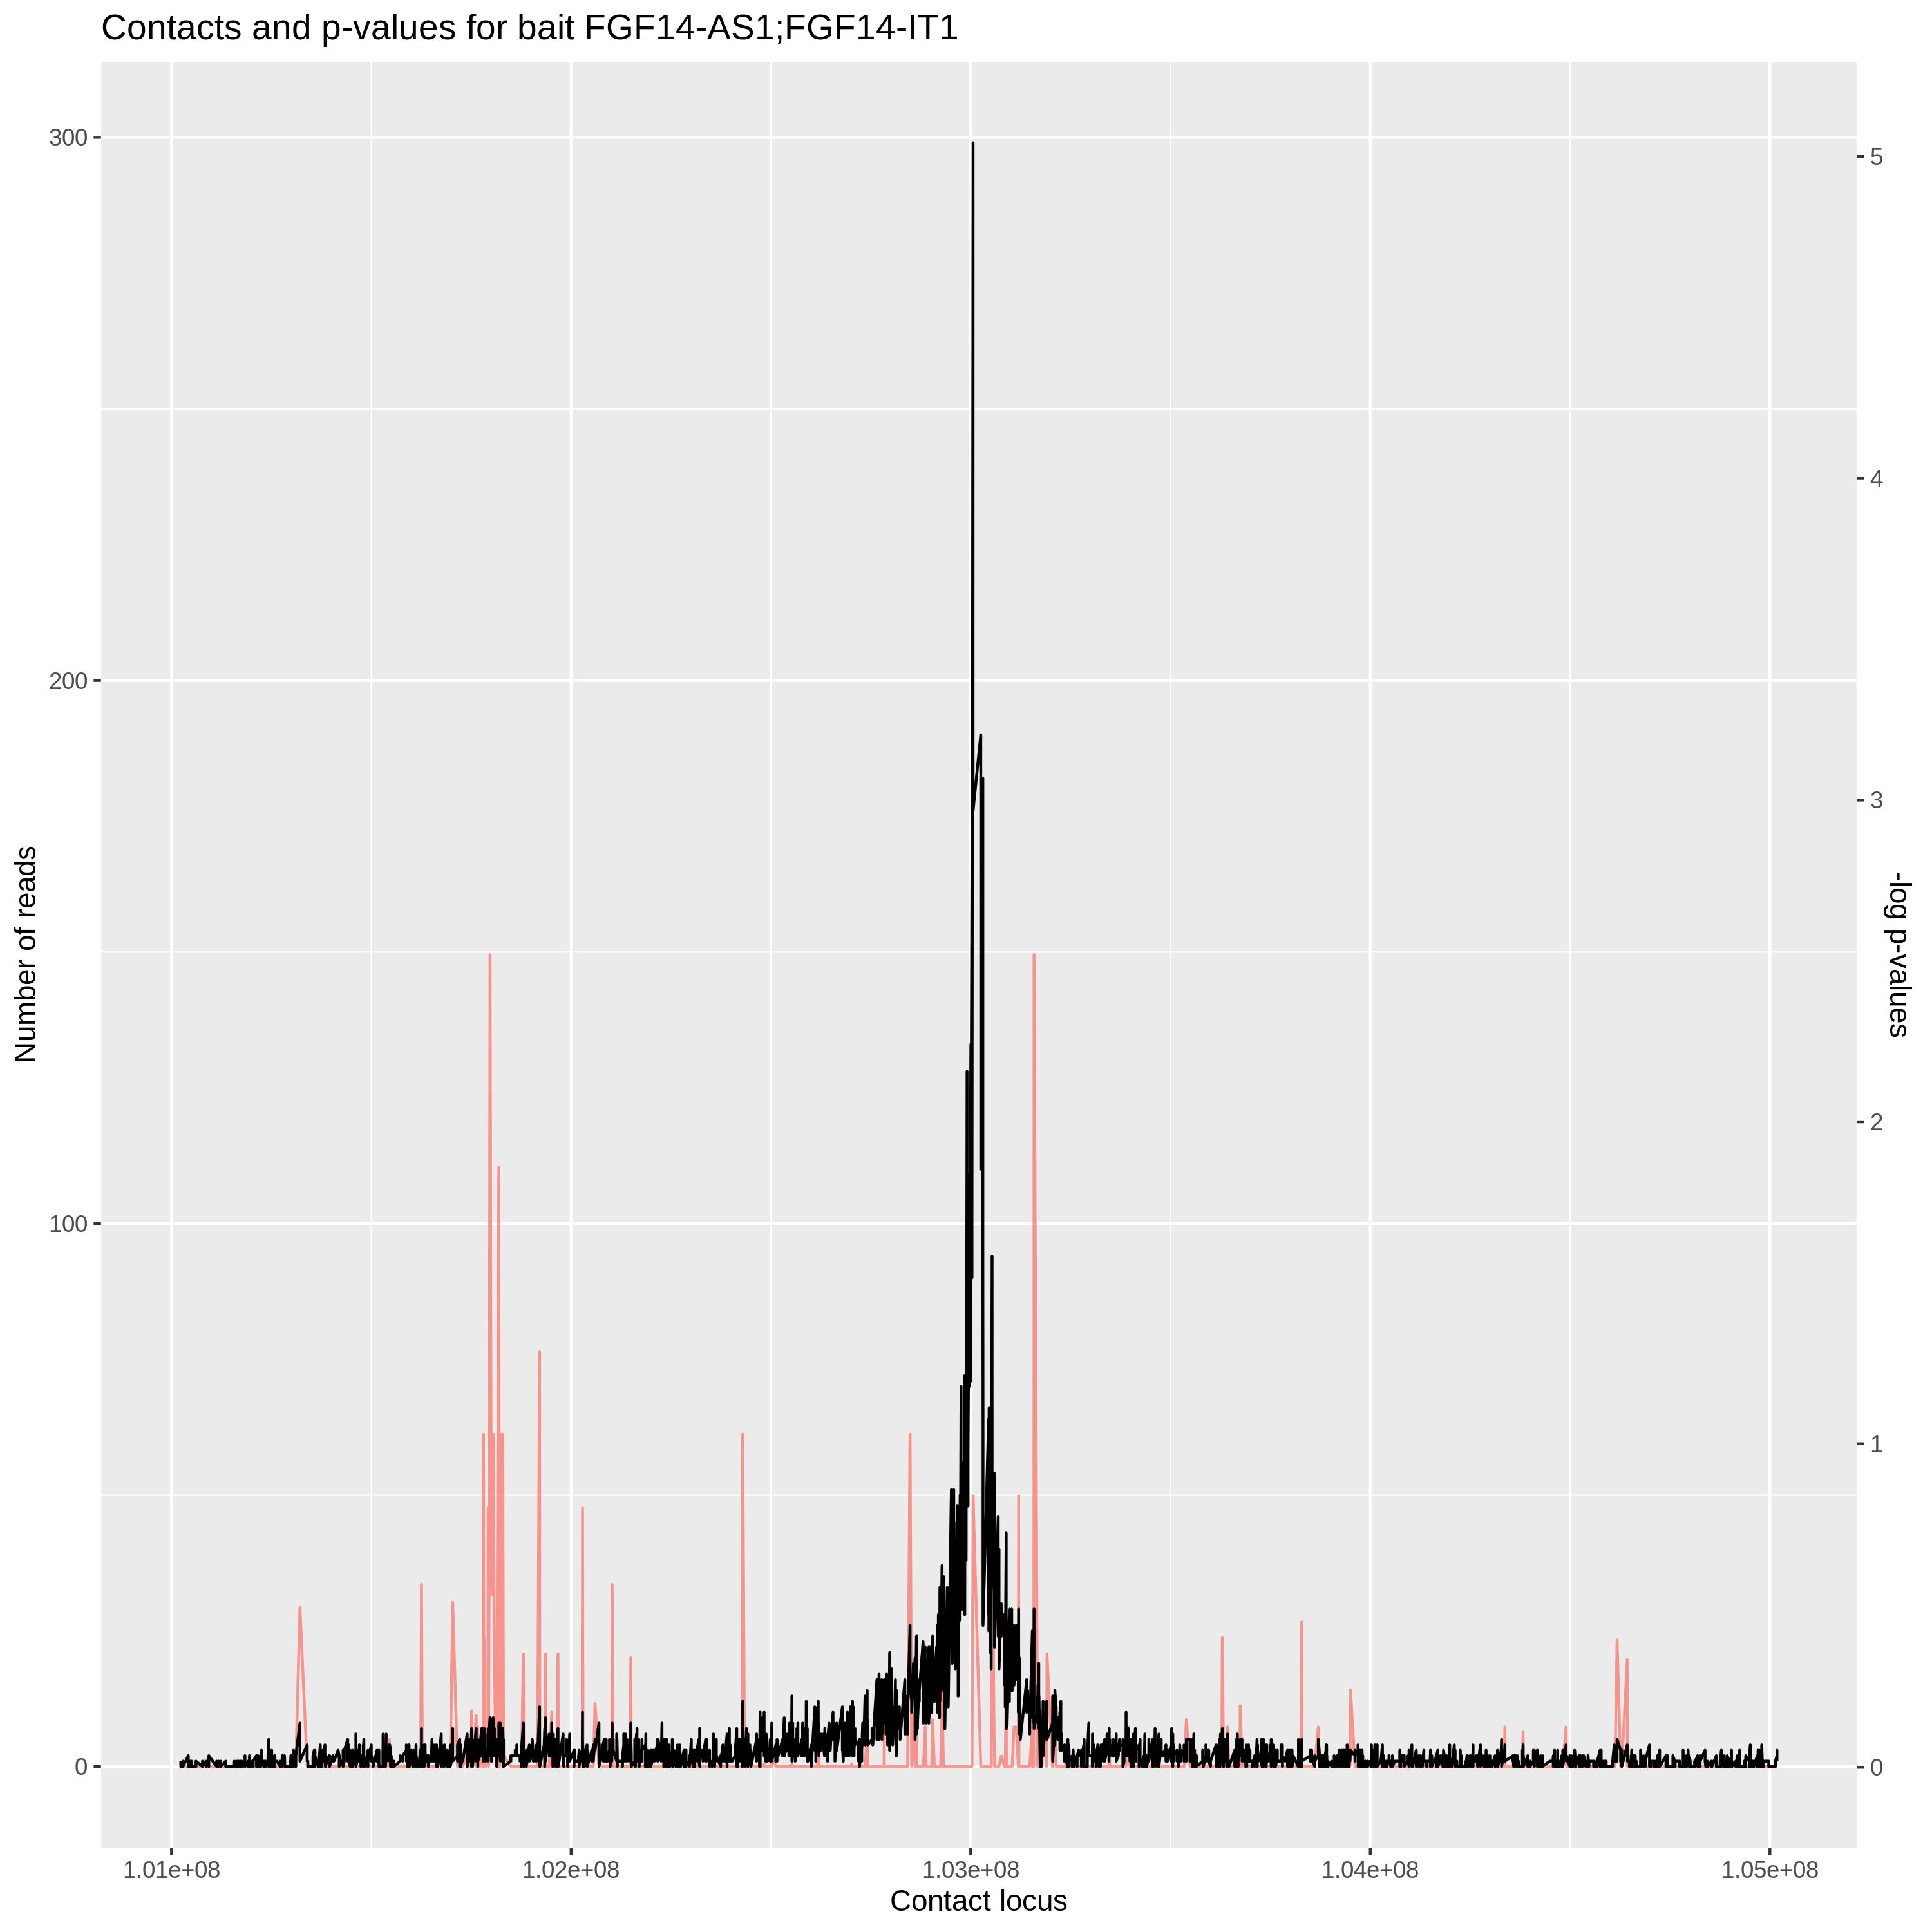 Contacts and p-values for bait FGF14-AS1;FGF14-IT1
300
200
100
0
5
4
3
2
1
0
Number of reads
-log p-values
1.01e+08 1.02e+08 1.03e+08 1.04e+08 1.05e+08
Contact locus